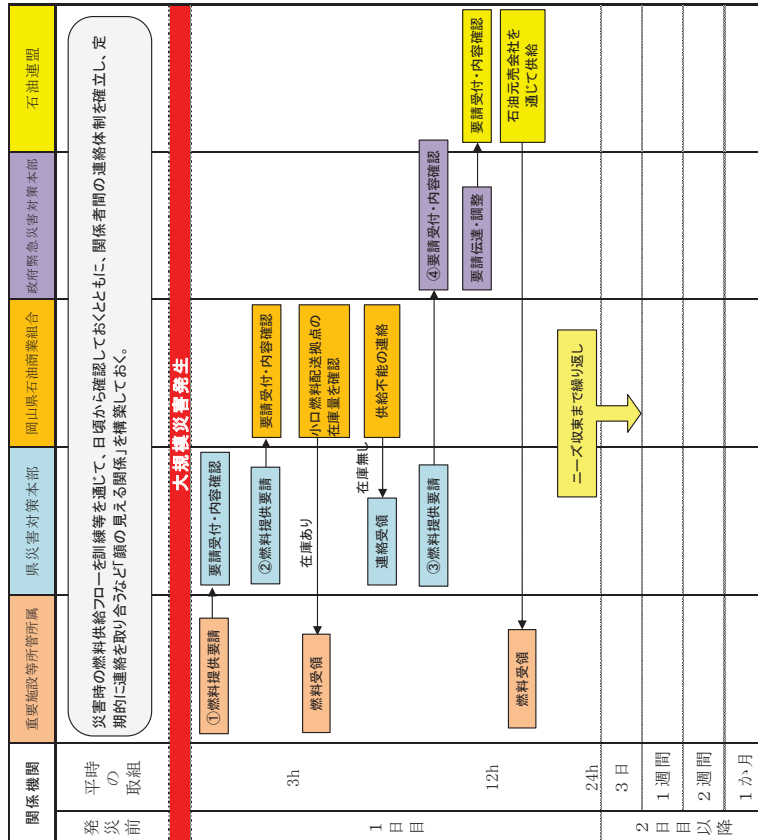 関係機関
重要施設等所管所属
県災害対策本部
岡山県石油商業組合
政府緊急災害対策本部
石油連盟
発災前
平時の取組
災害時の燃料供給フローを訓練等を通じて、日頃から確認しておくとともに、関係者間の連絡体制を確立し、定
期的に連絡を取り合うなど「顔の見える関係」を構築しておく。
大規模災害発生
1日目
3h
12h
24h
①燃料提供要請
要請受付・内容確認
②燃料提供要請
要請受付・内容確認
在庫あり
小口燃料配送拠点の
在庫量を確認
燃料受領
在庫無し
供給不能の連絡
連絡受領
③燃料提供要請
④要請受付・内容確認
要請伝達・調整
要請受付・内容確認
石油元売会社を
通じて供給
燃料受領
ニーズ収束まで繰り返し
2日目以降
3日
1週間
2週間
1か月